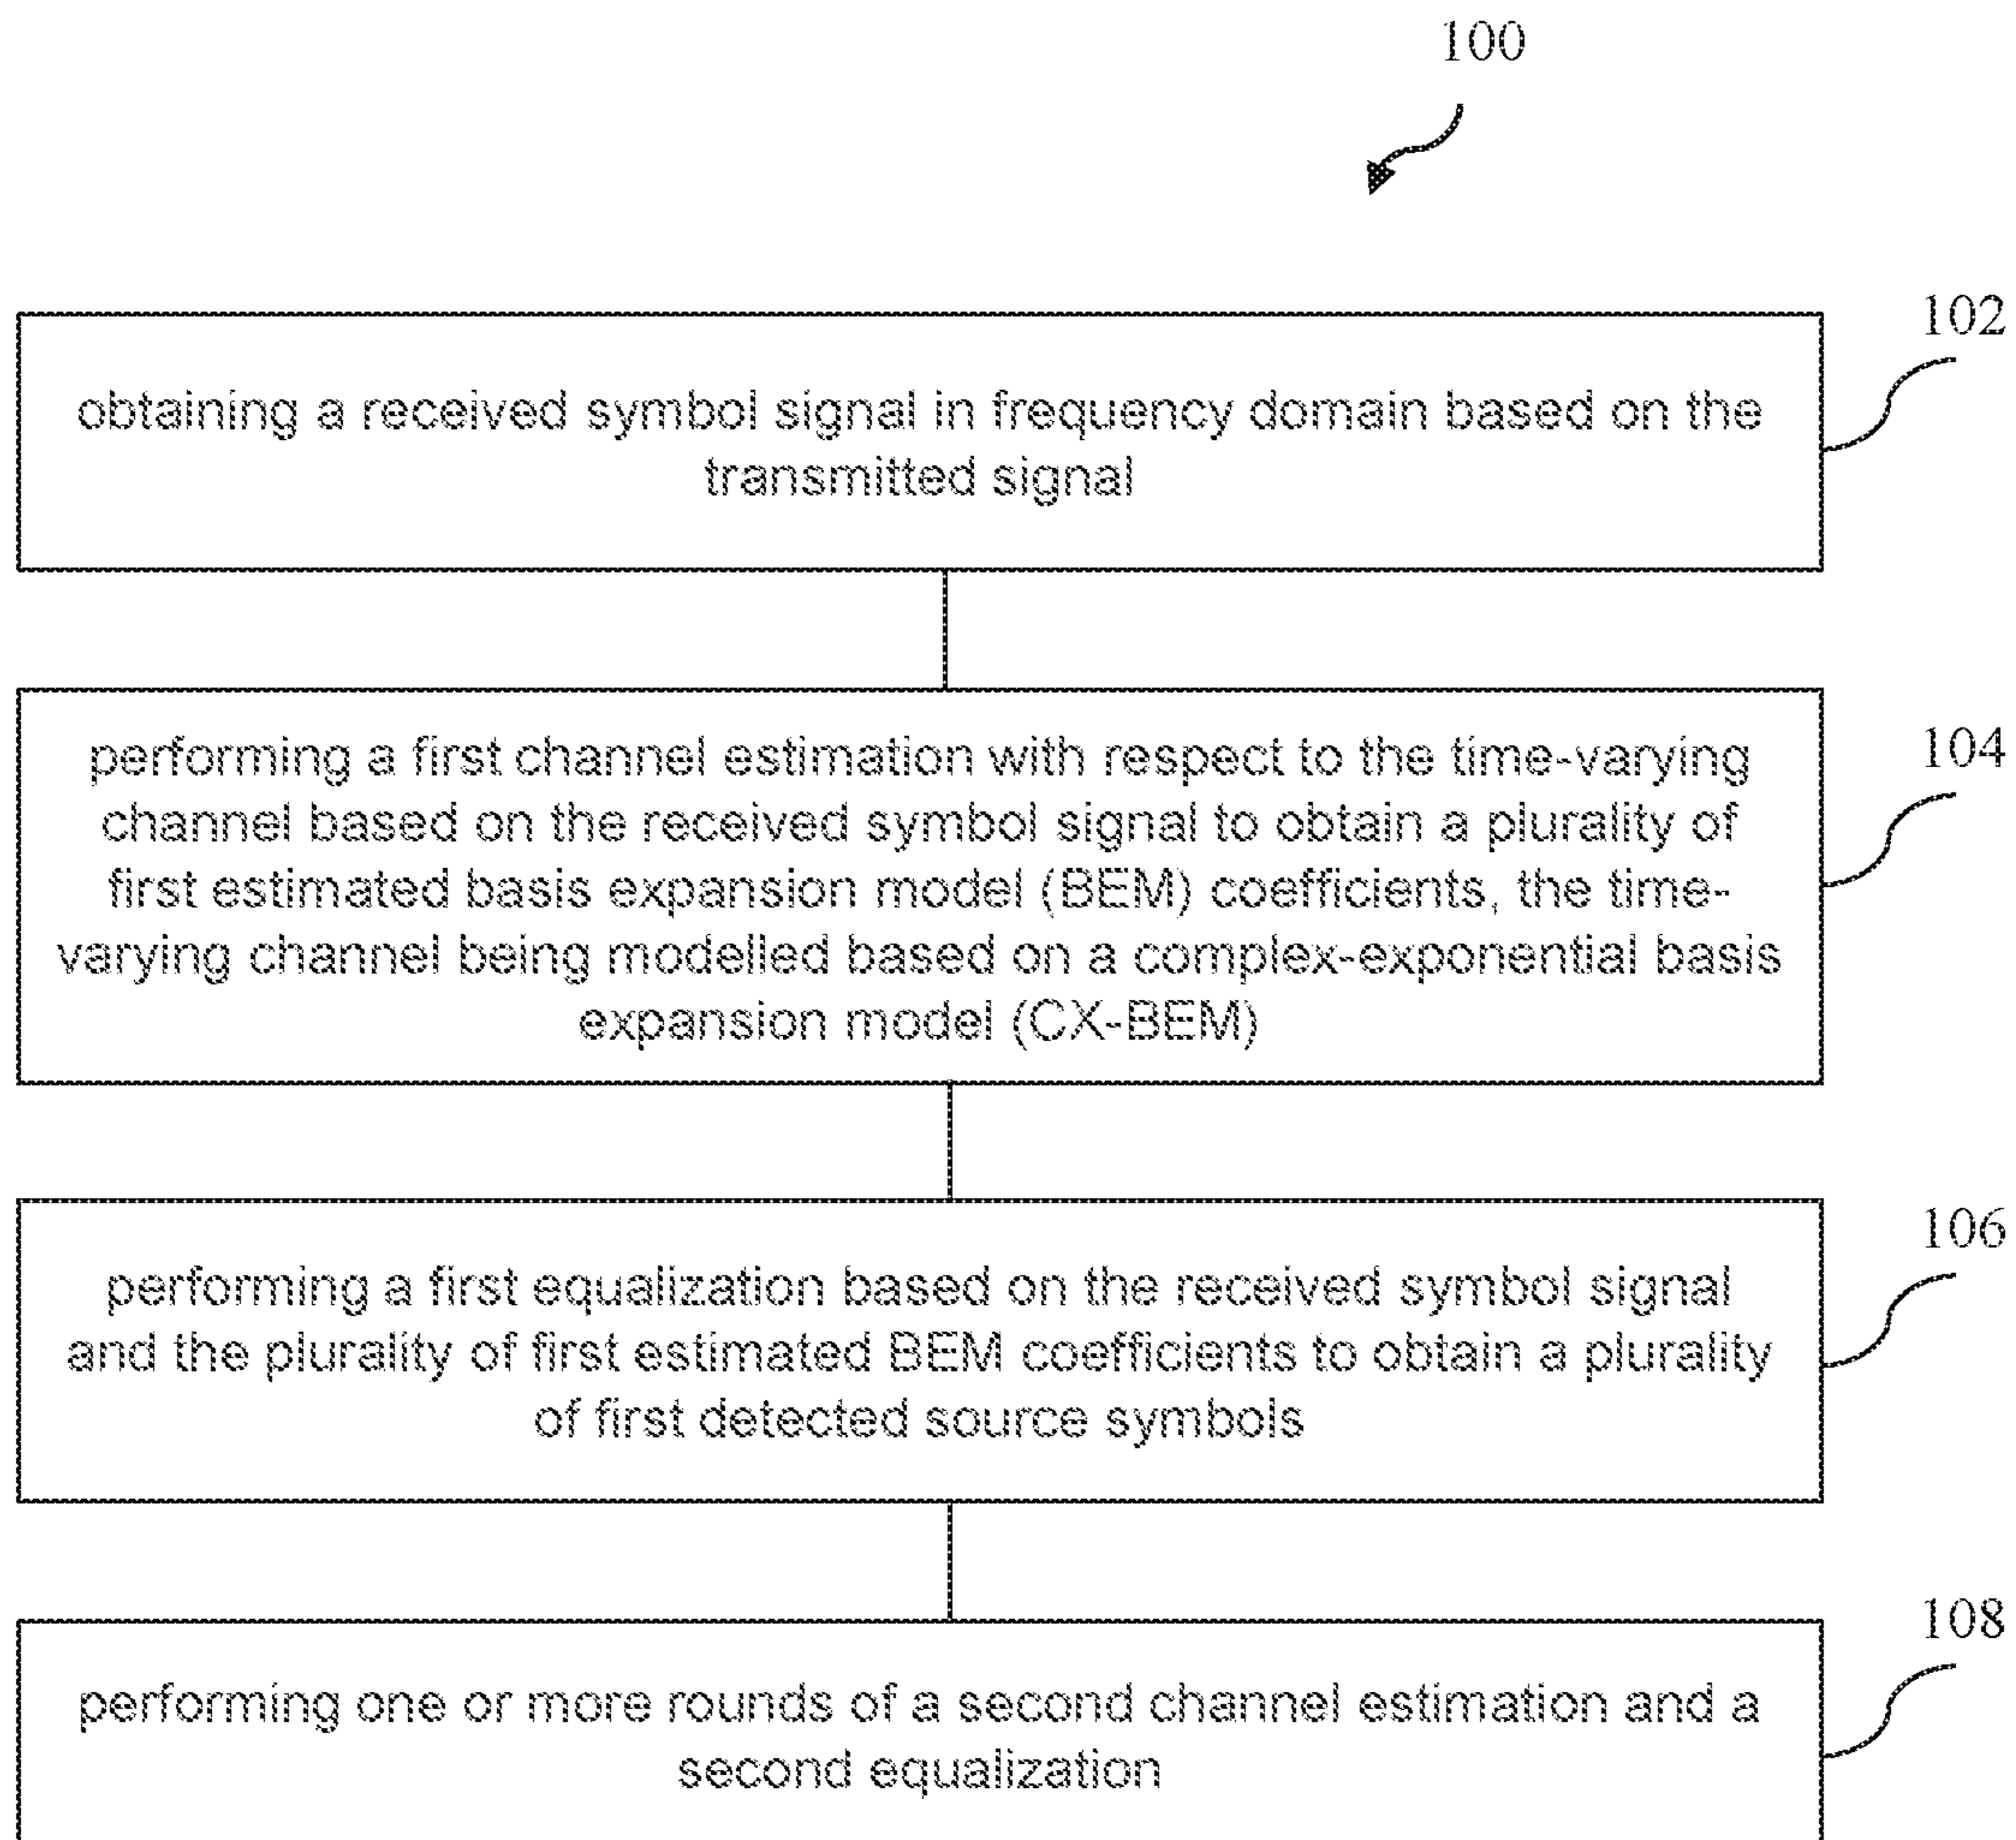 100
102
obtaining a received symbol signal in frequency domain based on the
transmitted signal
104
performing a first channel estimation with respect to the time-varying
channel based on the received symbol signal to obtain a plurality of
first estimated basis expansion model (BEM) coefficients, the time-
varying channel being modelled based on a complex-exponential basis
expansion model (CX-BEM)
106
performing a first equalization based on the received symbol signal
and the plurality of first estimated BEM coefficients to obtain a plurality
of first detected source symbols
108
performing one or more rounds of a second channel estimation and a
second equalization